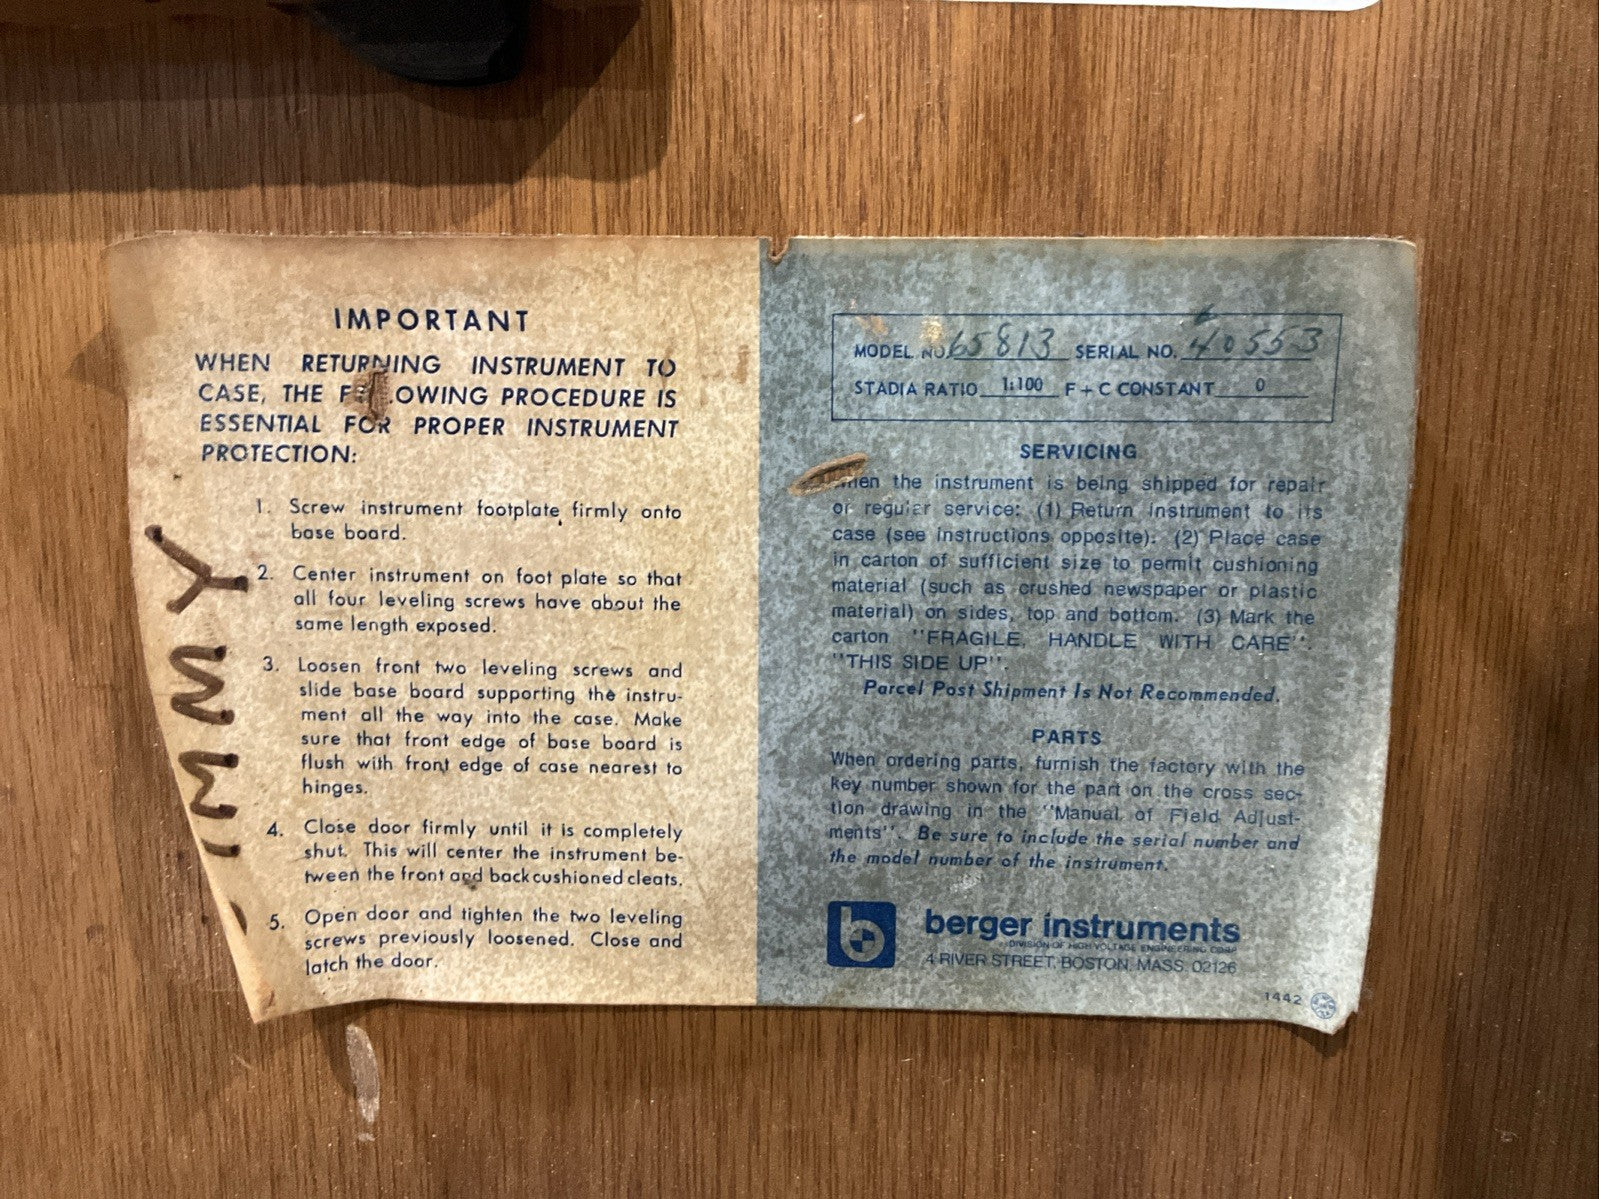 IMPORTANT
WHEN RETURNING INSTRUMENT TO
CASE, THE FOLLOWING PROCEDURE IS
ESSENTIAL FOR PROPER INSTRUMENT
PROTECTION:
1. Screw instrument footplate firmly onto
base board.
2. Center instrument on foot plate so that
all four leveling screws have about the
same length exposed.
3. Loosen front two leveling screws and
slide base board supporting the instru-
ment all the way into the case. Make
sure that front edge of base board is
flush with front edge of case nearest to
hinges.
4. Close door firmly until it is completely
shut. This will center the instrument be-
tween the front and back cushioned cleats.
5. Open door and tighten the two leveling
screws previously loosened. Close and
latch the door.
IMMY
MODEL NO. 65813 SERIAL NO. 40553
STADIA RATIO 1:100 F + C CONSTANT 0
SERVICING
When the instrument is being shipped for repair
or regular service: (1) Return instrument to its
case (see instructions opposite). (2) Place case
in carton of sufficient size to permit cushioning
material (such as crushed newspaper or plastic
material) on sides, top and bottom. (3) Mark the
carton "FRAGILE, HANDLE WITH CARE".
"THIS SIDE UP".
Parcel Post Shipment Is Not Recommended.
PARTS
When ordering parts, furnish the factory with the
key number shown for the part on the cross sec-
tion drawing in the "Manual of Field Adjust-
ments". Be sure to include the serial number and
the model number of the instrument.
b berger instruments
DIVISION OF HIGH VOLTAGE ENGINEERING CORP.
4 RIVER STREET, BOSTON, MASS. 02126
1442